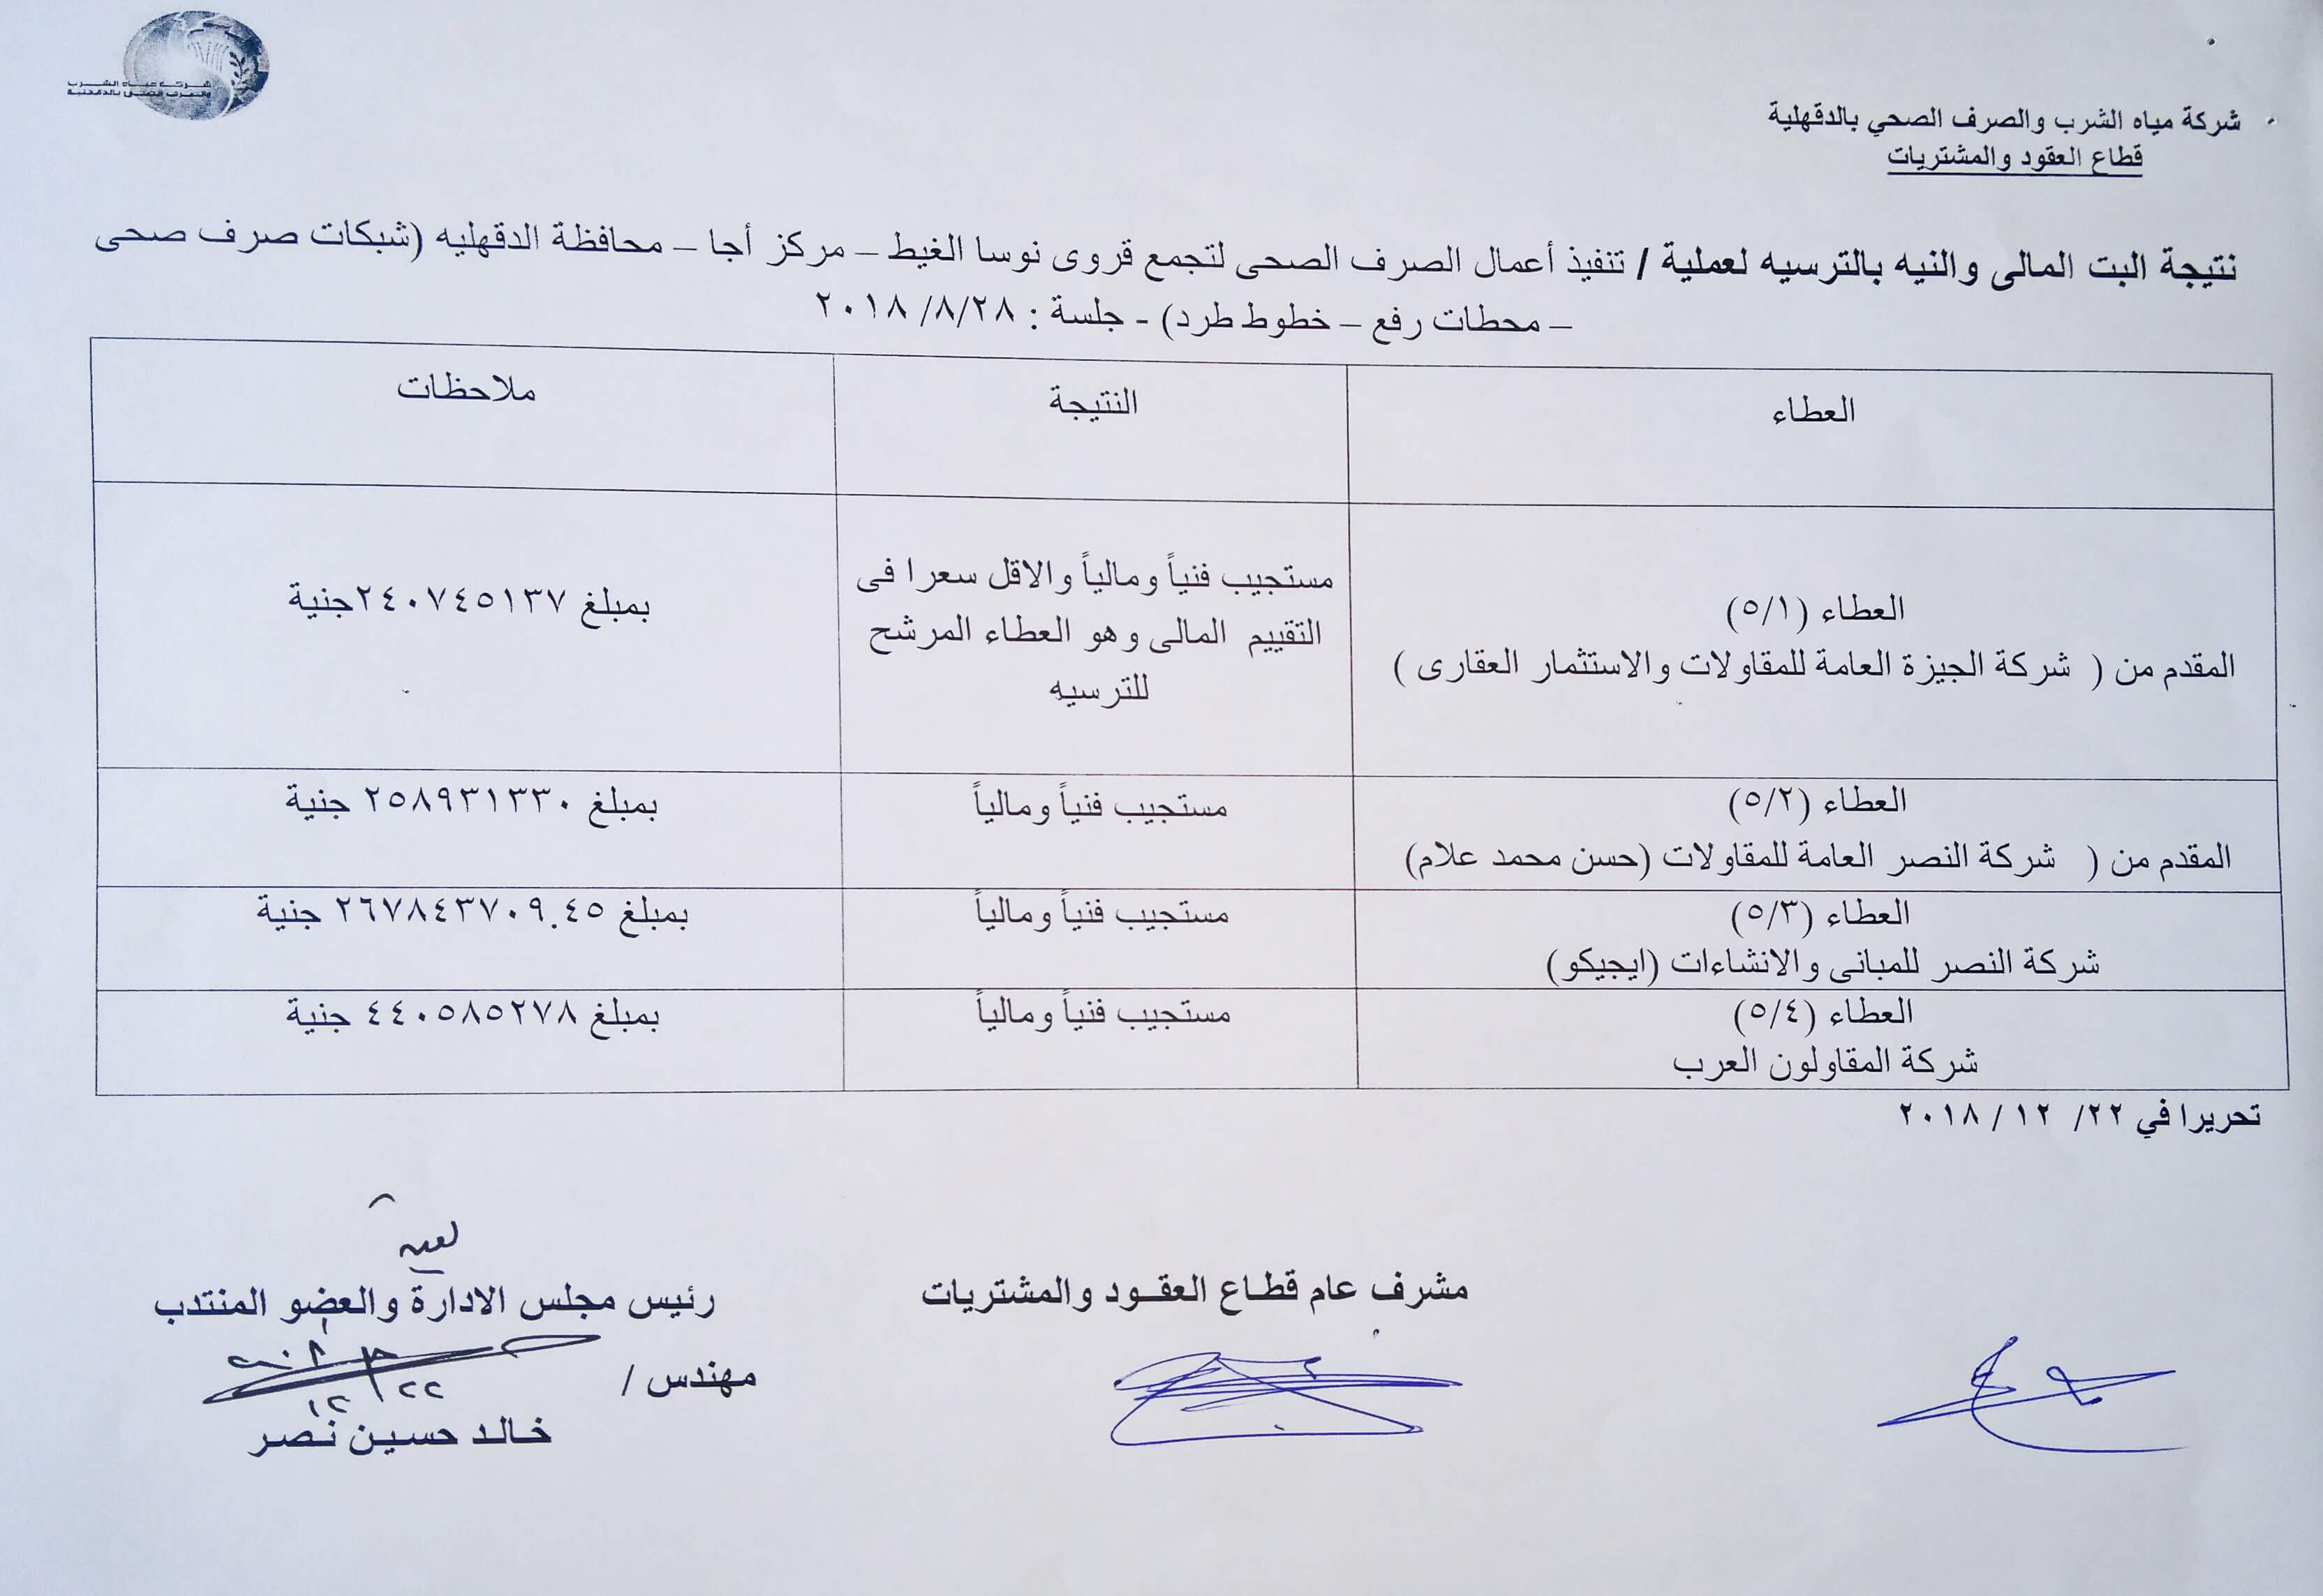 شركة مياه الشرب
والصرف الصحى بالدقهلية
شركة مياه الشرب والصرف الصحي بالدقهلية
قطاع العقود والمشتريات
نتيجة البت المالى والنيه بالترسيه لعملية / تنفيذ أعمال الصرف الصحى لتجمع قروى نوسا الغيط – مركز أجا – محافظة الدقهليه (شبكات صرف صحى
– محطات رفع – خطوط طرد) - جلسة : ٢٠١٨ /٨/٢٨
العطاء
النتيجة
ملاحظات
العطاء (٥/١)
المقدم من ( شركة الجيزة العامة للمقاولات والاستثمار العقارى )
مستجيب فنياً ومالياً والاقل سعرا فى
التقييم المالى وهو العطاء المرشح
للترسيه
بمبلغ ٢٤٠٧٤٥١٣٧جنية
العطاء (٥/٢)
المقدم من ( شركة النصر العامة للمقاولات (حسن محمد علام)
مستجيب فنياً ومالياً
بمبلغ ٢٥٨٩٣١٣٣٠ جنية
العطاء (٥/٣)
شركة النصر للمبانى والانشاءات (ايجيكو)
مستجيب فنياً ومالياً
بمبلغ ٢٦٧٨٤٣٧٠٩.٤٥ جنية
العطاء (٥/٤)
شركة المقاولون العرب
مستجيب فنياً ومالياً
بمبلغ ٤٤٠٥٨٥٢٧٨ جنية
تحريرا في ٢٢/ ١٢ / ٢٠١٨
مشرف عام قطاع العقود والمشتريات
رئيس مجلس الادارة والعضو المنتدب
مهندس /
٢٢
١٢
خالد حسين نصر